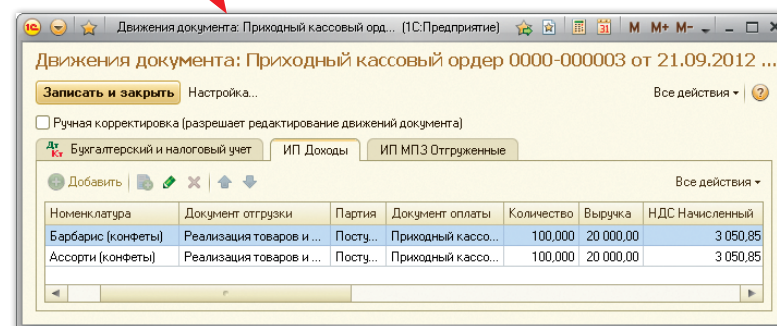 1С Движения документа: Приходный кассовый орд... (1С:Предприятие) 31 M M+ M-
Движения документа: Приходный кассовый ордер 0000-000003 от 21.09.2012 ...
Записать и закрыть Настройка... Все действия ?
Ручная корректировка (разрешает редактирование движений документа)
Дт Кт Бухгалтерский и налоговый учет ИП Доходы ИП МПЗ Отгруженные
Добавить Все действия
Номенклатура Документ отгрузки Партия Документ оплаты Количество Выручка НДС Начисленный
Барбарис (конфеты) Реализация товаров и ... Посту... Приходный кассо... 100,000 20 000,00 3 050,85
Ассорти (конфеты) Реализация товаров и ... Посту... Приходный кассо... 100,000 20 000,00 3 050,85